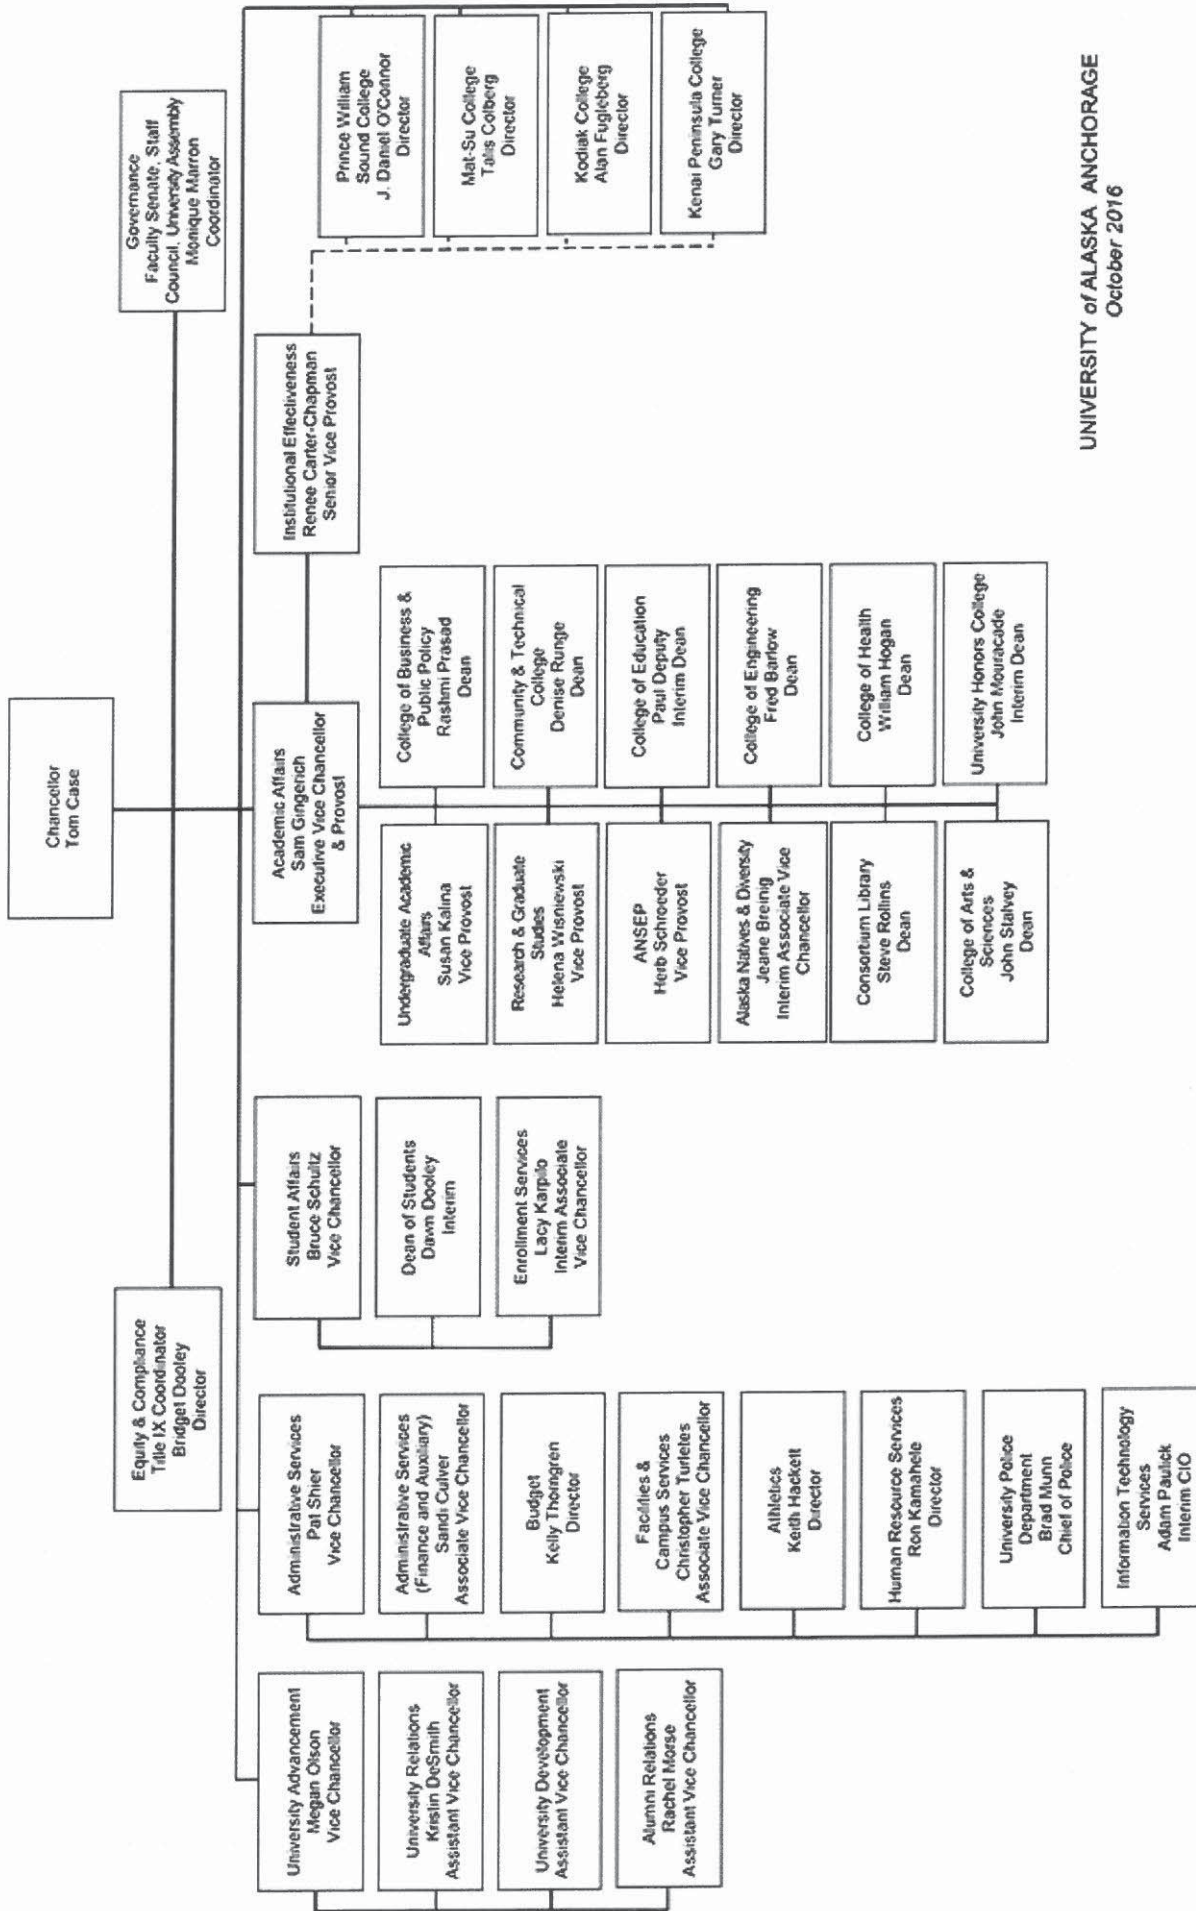 Chancellor
Tom Case
Equity & Compliance
Title IX Coordinator
Bridget Dooley
Director
Governance
Faculty Senate, Staff
Council, University Assembly
Monique Marron
Coordinator
University Advancement
Megan Olson
Vice Chancellor
University Relations
Kristin DeSmith
Assistant Vice Chancellor
University Development
Assistant Vice Chancellor
Alumni Relations
Rachel Morse
Assistant Vice Chancellor
Administrative Services
Pat Shier
Vice Chancellor
Administrative Services
(Finance and Auxiliary)
Sandi Culver
Associate Vice Chancellor
Budget
Kelly Thorngren
Director
Facilities &
Campus Services
Christopher Turletes
Associate Vice Chancellor
Athletics
Keith Hackett
Director
Human Resource Services
Ron Kamahele
Director
University Police
Department
Brad Munn
Chief of Police
Information Technology
Services
Adam Paulick
Interim CIO
Student Affairs
Bruce Schultz
Vice Chancellor
Dean of Students
Dawn Dooley
Interim
Enrollment Services
Lacy Karpilo
Interim Associate
Vice Chancellor
Academic Affairs
Sam Gingerich
Executive Vice Chancellor
& Provost
Undergraduate Academic
Affairs
Susan Kalina
Vice Provost
Research & Graduate
Studies
Helena Wisniewski
Vice Provost
ANSEP
Herb Schroeder
Vice Provost
Alaska Natives & Diversity
Jeane Breinig
Interim Associate Vice
Chancellor
Consortium Library
Steve Rollins
Dean
College of Arts &
Sciences
John Stalvey
Dean
College of Business &
Public Policy
Rashmi Prasad
Dean
Community & Technical
College
Denise Runge
Dean
College of Education
Paul Deputy
Interim Dean
College of Engineering
Fred Barlow
Dean
College of Health
William Hogan
Dean
University Honors College
John Mouracade
Interim Dean
Institutional Effectiveness
Renee Carter-Chapman
Senior Vice Provost
Prince William
Sound College
J. Daniel O'Connor
Director
Mat-Su College
Talis Colberg
Director
Kodiak College
Alan Fugleberg
Director
Kenai Peninsula College
Gary Turner
Director
UNIVERSITY of ALASKA ANCHORAGE
October 2016